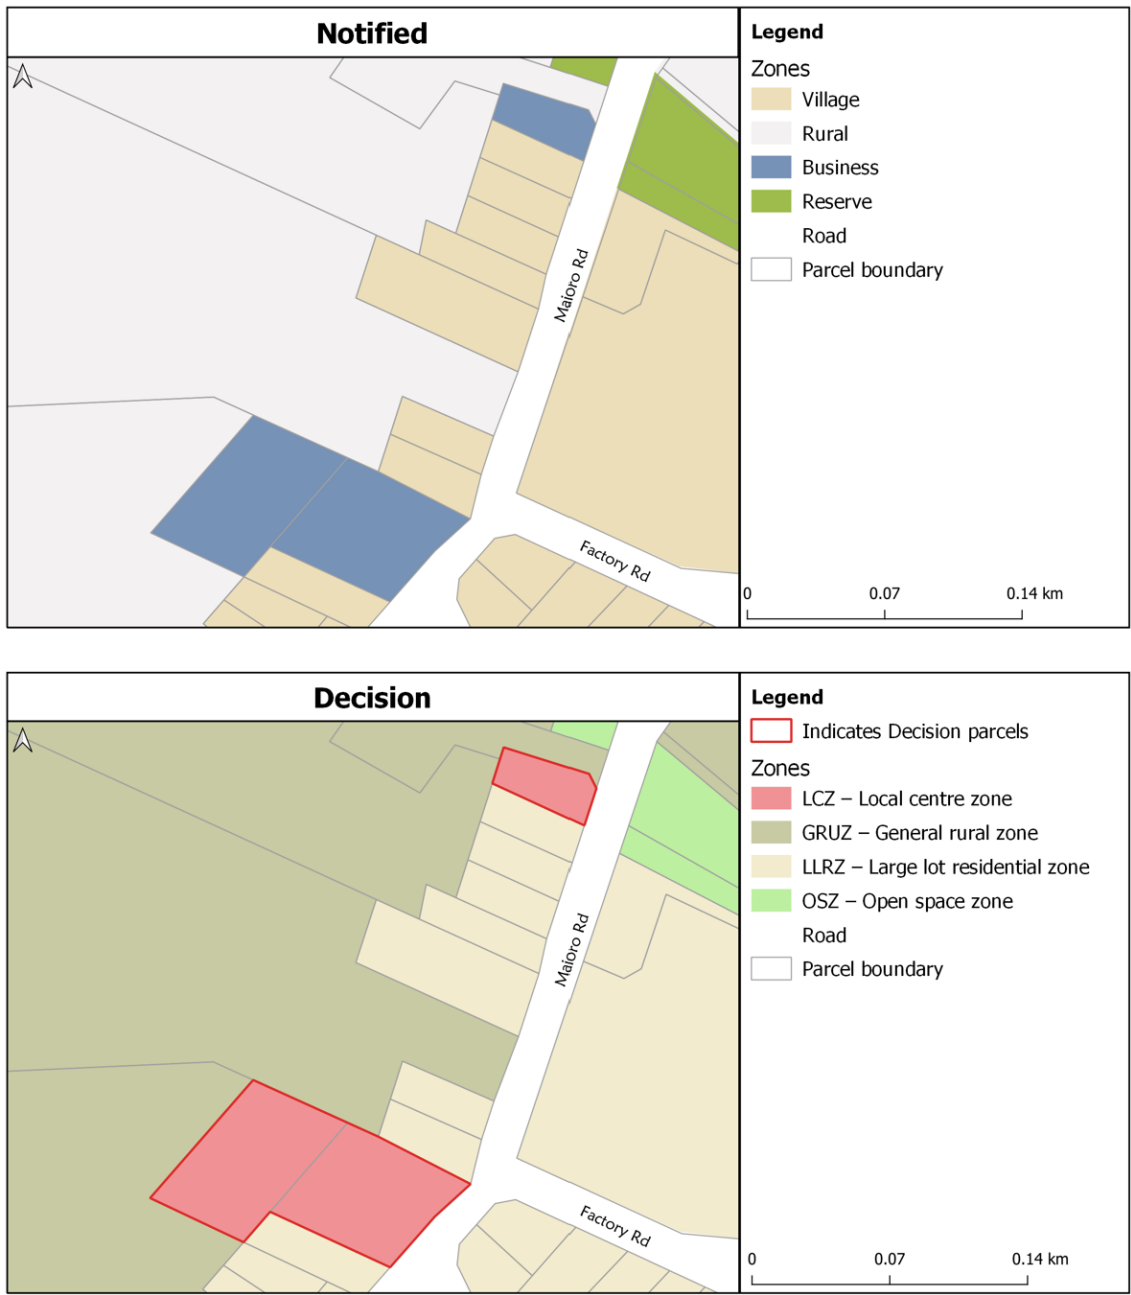 Notified
Legend
Zones
Village
Rural
Business
Reserve
Road
Parcel boundary
Maioro Rd
Factory Rd
0 0.07 0.14 km
Decision
Legend
Indicates Decision parcels
Zones
LCZ – Local centre zone
GRUZ – General rural zone
LLRZ – Large lot residential zone
OSZ – Open space zone
Road
Parcel boundary
Maioro Rd
Factory Rd
0 0.07 0.14 km